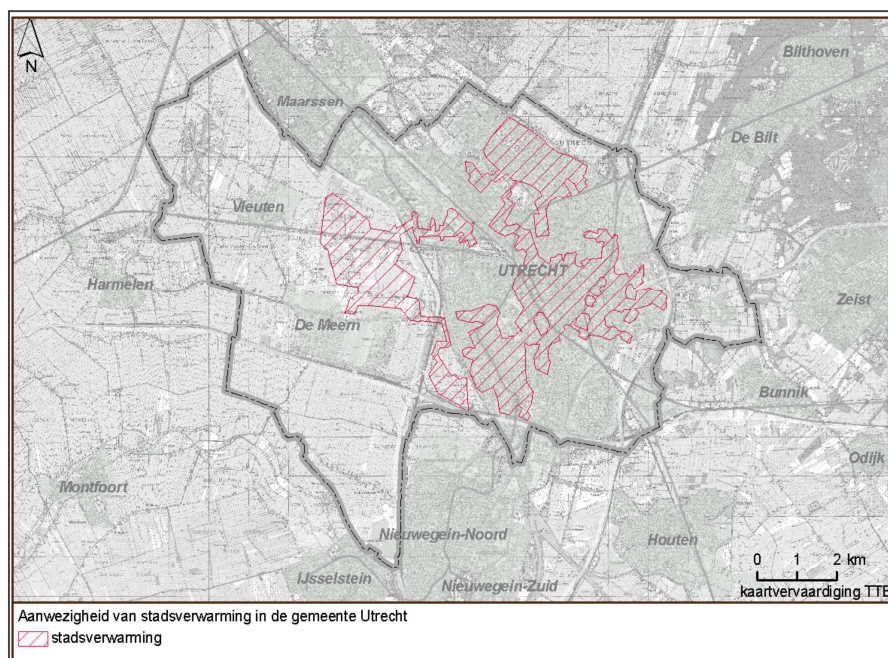 N
Bilthoven
Maarssen
De Bilt
Vleuten
UTRECHT
Harmelen
Zeist
De Meern
Bunnik
Odijk
Montfoort
Nieuwegein-Noord
Houten
IJsselstein
Nieuwegein-Zuid
0 1 2 km
kaartvervaardiging TTE
Aanwezigheid van stadsverwarming in de gemeente Utrecht
stadsverwarming